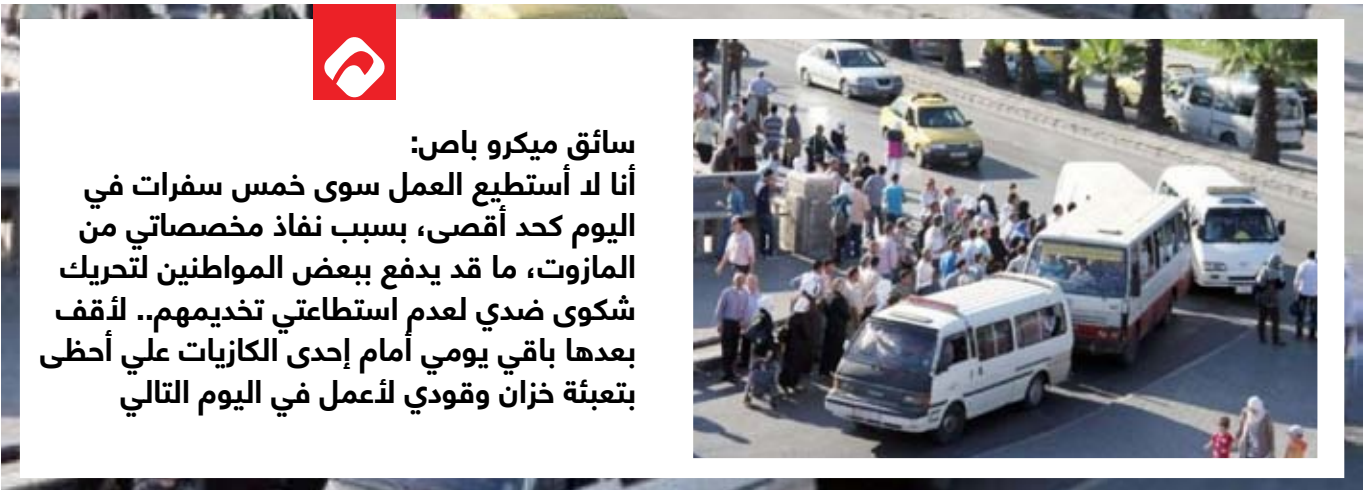 سائق ميكرو باص:
أنا لا أستطيع العمل سوى خمس سفرات في
اليوم كحد أقصى، بسبب نفاذ مخصصاتي من
المازوت، ما قد يدفع ببعض المواطنين لتحريك
شكوى ضدي لعدم استطاعتي تخديمهم.. لأقف
بعدها باقي يومي أمام إحدى الكازيات علي أحظى
بتعبئة خزان وقودي لأعمل في اليوم التالي